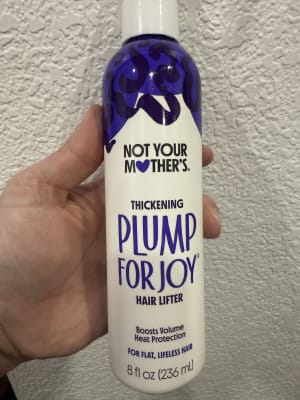 NOT YOUR
MOTHER'S®
THICKENING
PLUMP
FOR JOY®
HAIR LIFTER
Boosts Volume
Heat Protection
FOR FLAT, LIFELESS HAIR
8 fl oz (236 mL)